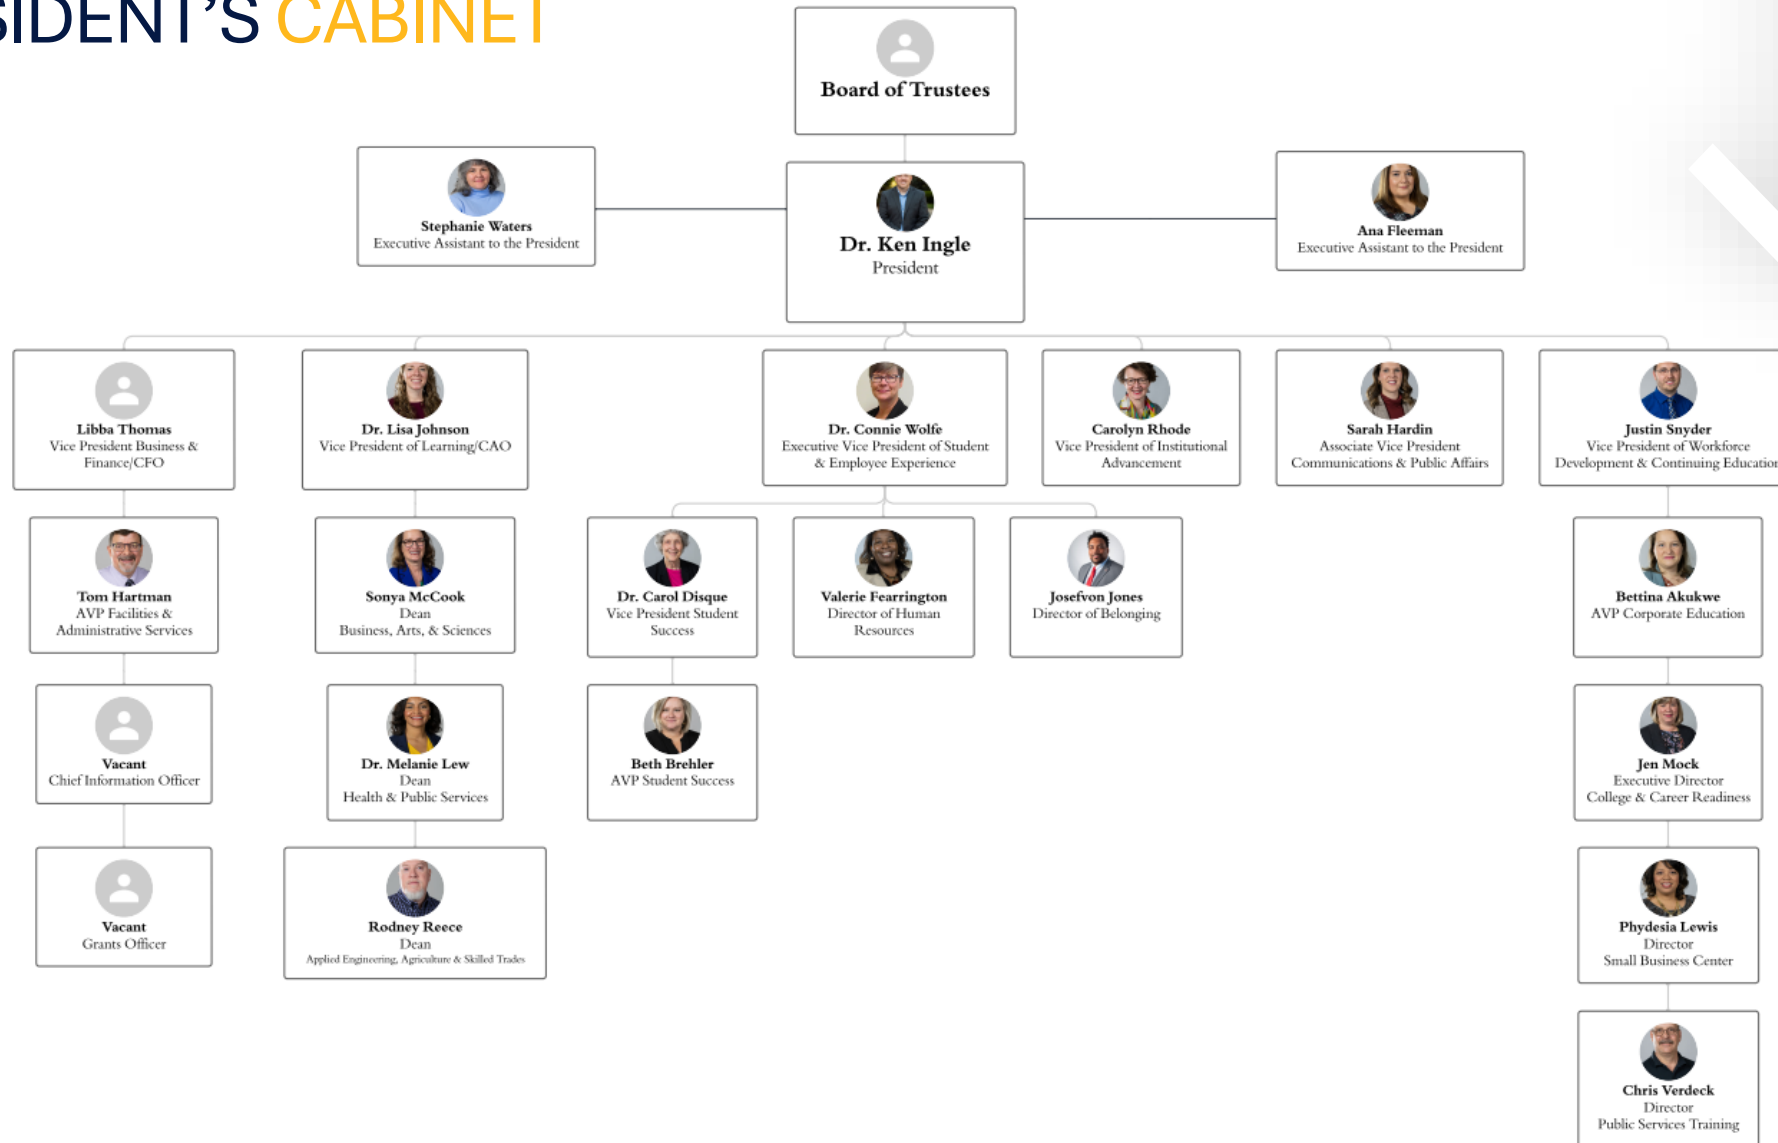 SIDENT'S CABINET
Board of Trustees
Stephanie Waters
Executive Assistant to the President
Dr. Ken Ingle
President
Ana Fleeman
Executive Assistant to the President
Libba Thomas
Vice President Business &
Finance/CFO
Dr. Lisa Johnson
Vice President of Learning/CAO
Dr. Connie Wolfe
Executive Vice President of Student
& Employee Experience
Carolyn Rhode
Vice President of Institutional
Advancement
Sarah Hardin
Associate Vice President
Communications & Public Affairs
Justin Snyder
Vice President of Workforce
Development & Continuing Education
Tom Hartman
AVP Facilities &
Administrative Services
Sonya McCook
Dean
Business, Arts, & Sciences
Dr. Carol Disque
Vice President Student
Success
Valerie Fearrington
Director of Human
Resources
Josefvon Jones
Director of Belonging
Bettina Akukwe
AVP Corporate Education
Vacant
Chief Information Officer
Dr. Melanie Lew
Dean
Health & Public Services
Beth Brehler
AVP Student Success
Jen Mock
Executive Director
College & Career Readiness
Vacant
Grants Officer
Rodney Reece
Dean
Applied Engineering, Agriculture & Skilled Trades
Phydesia Lewis
Director
Small Business Center
Chris Verdeck
Director
Public Services Training